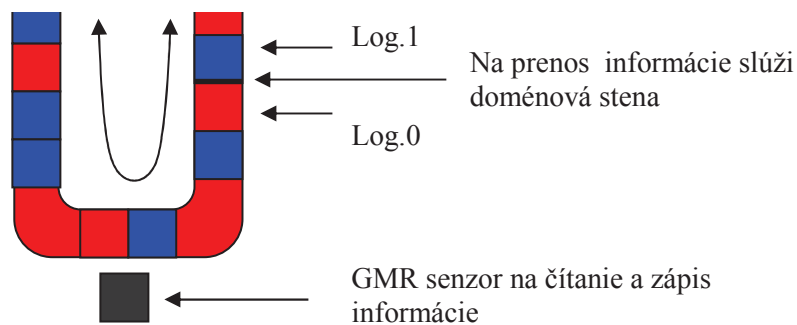 Log.1
Na prenos informácie slúži
doménová stena
Log.0
GMR senzor na čítanie a zápis
informácie